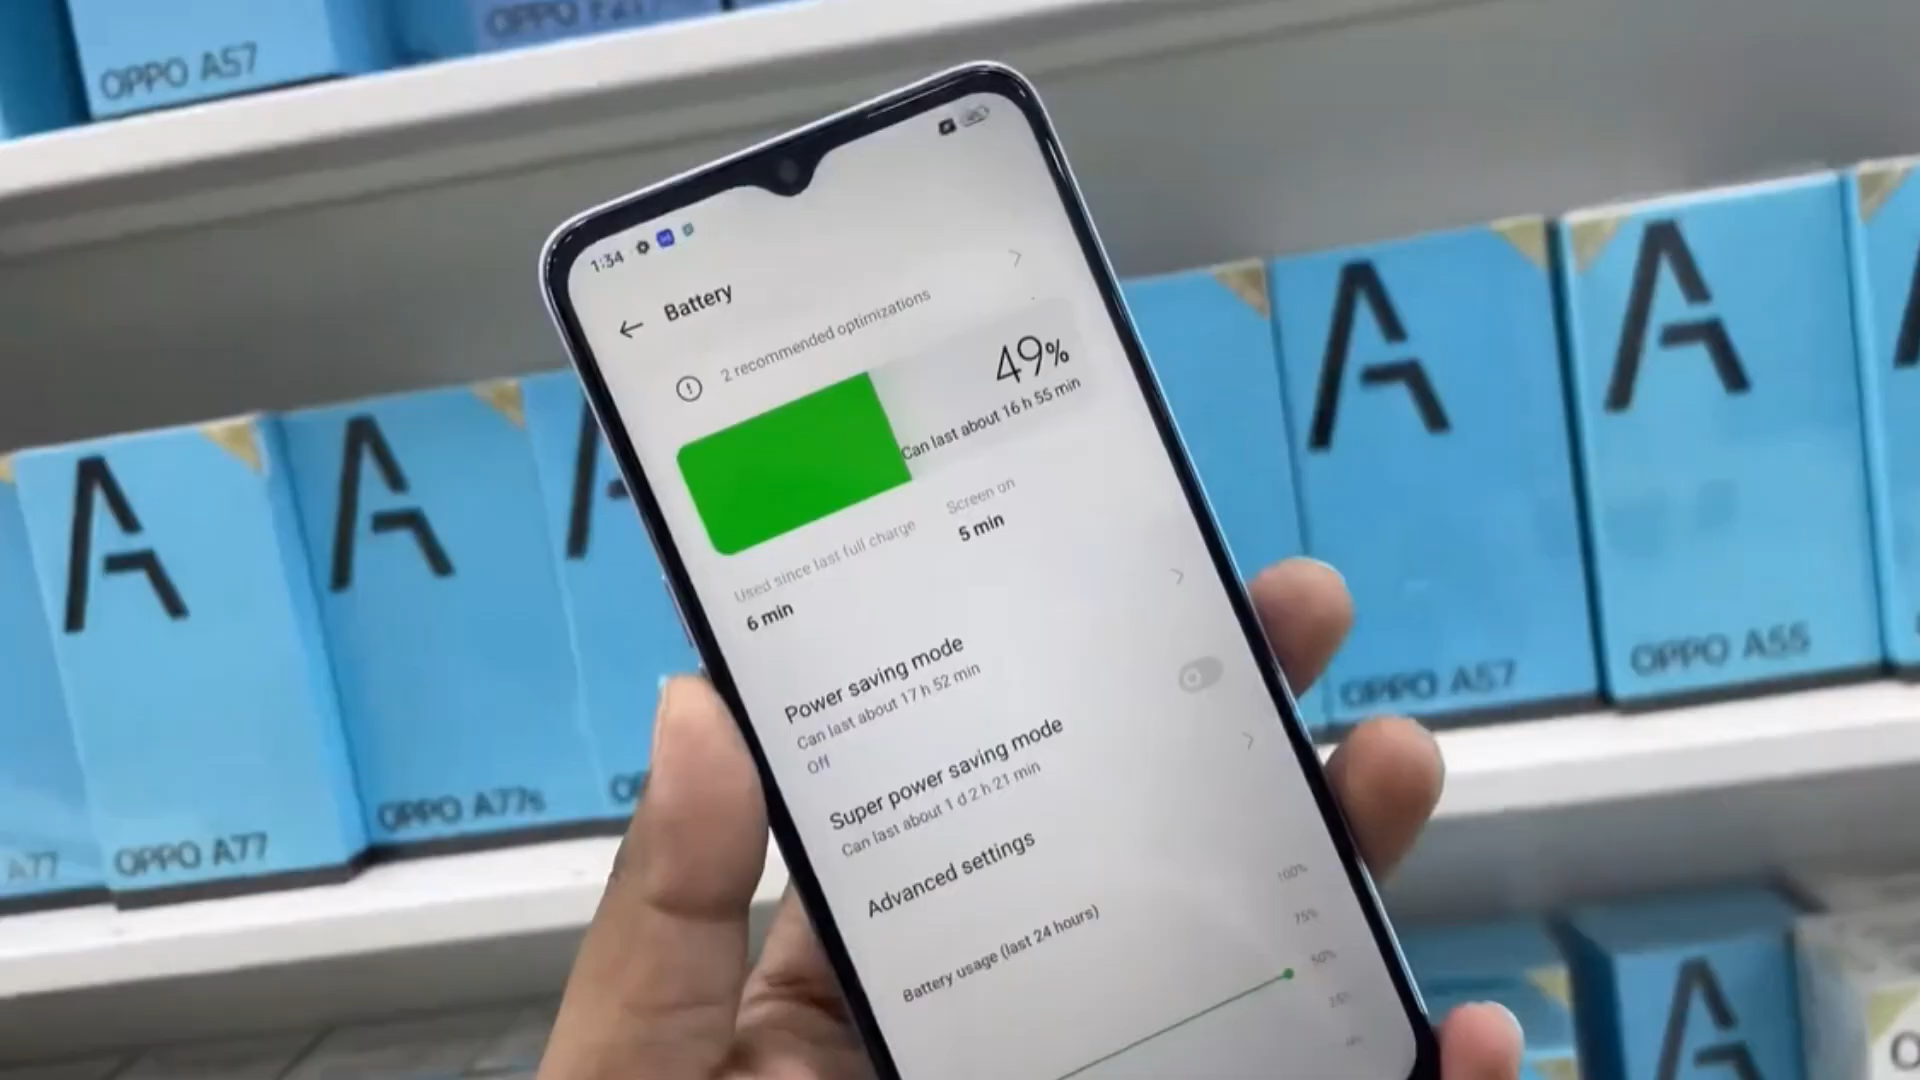 OPPO A57
OPPO F21
1:34
Battery
2 recommended optimizations
49%
Can last about 16 h 55 min
Used since last full charge
6 min
Screen on
5 min
Power saving mode
Can last about 17 h 52 min
Off
Super power saving mode
Can last about 1 d 2 h 21 min
Advanced settings
Battery usage (last 24 hours)
100%
75%
50%
25%
A77
OPPO A77
OPPO A77s
OPPO A57
OPPO A55